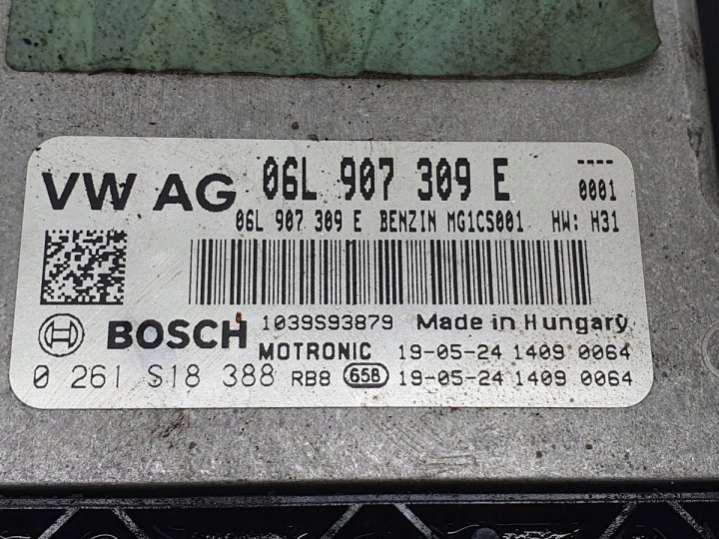 VW AG 06L 907 309 E ----
0001
06L 907 309 E BENZIN MG1CS001 HW: H31
BOSCH 1039S93879 Made in Hungary
MOTRONIC 19-05-24 1409 0064
0 261 S18 388 RB8 65B 19-05-24 1409 0064